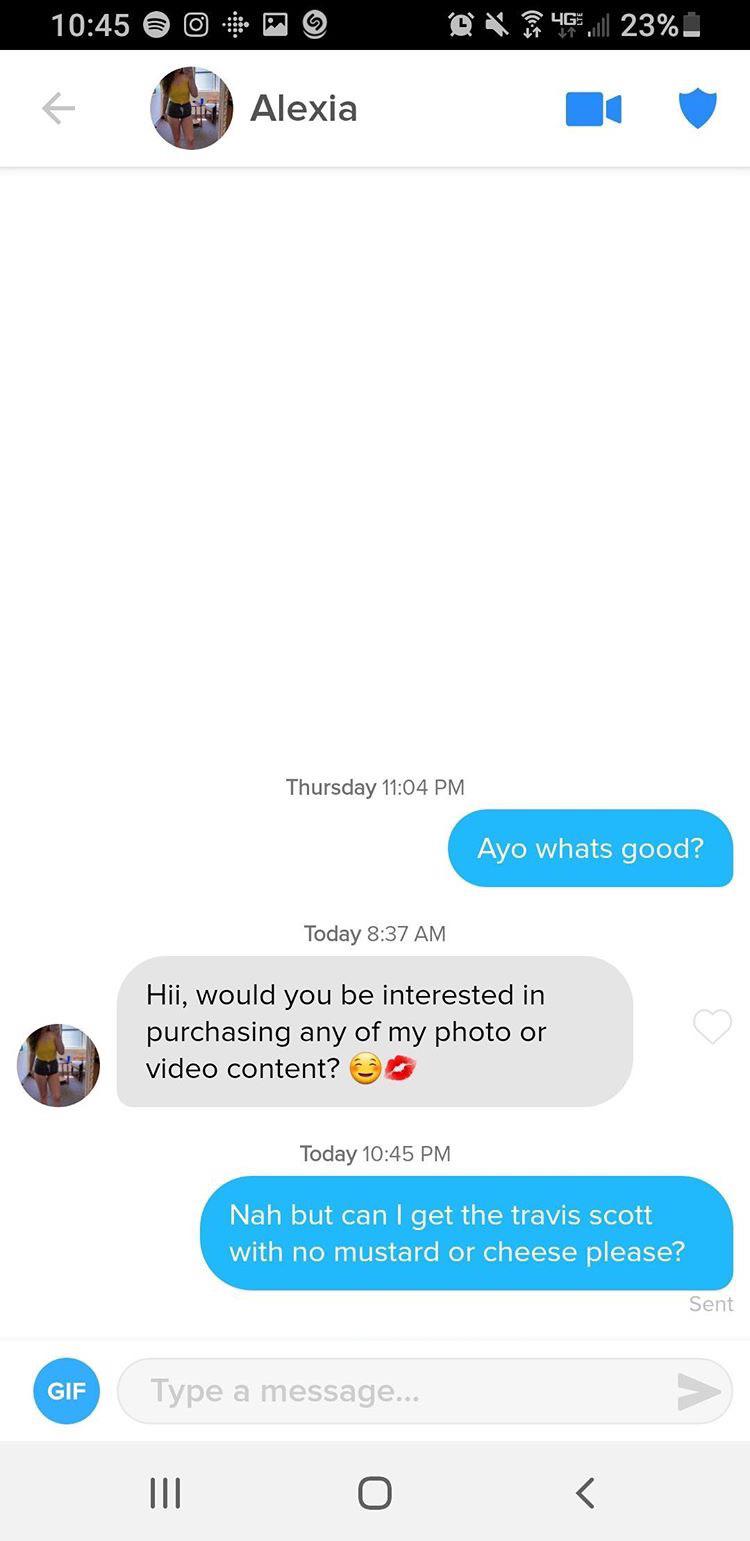 10:45 4G LTE 23%
Alexia
Thursday 11:04 PM
Ayo whats good?
Today 8:37 AM
Hii, would you be interested in
purchasing any of my photo or
video content? 😊💋
Today 10:45 PM
Nah but can I get the travis scott
with no mustard or cheese please?
Sent
GIF Type a message...